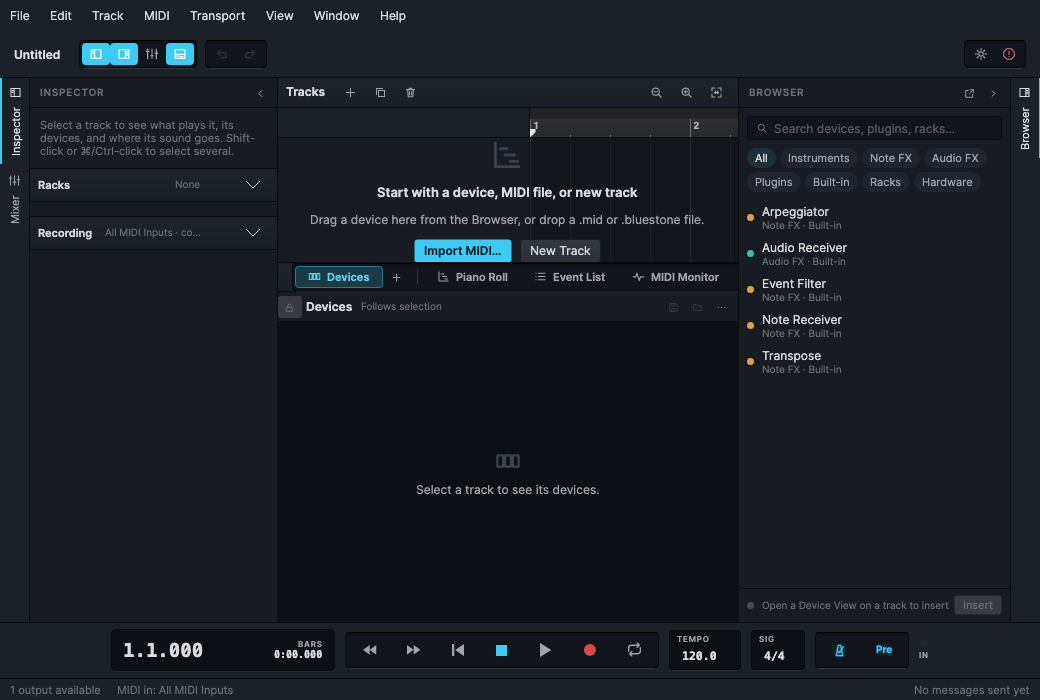 File Edit Track MIDI Transport View Window Help
Untitled
Inspector
Mixer
INSPECTOR
Select a track to see what plays it, its
devices, and where its sound goes. Shift-
click or ⌘/Ctrl-click to select several.
Racks None
Recording All MIDI Inputs · co...
Tracks
1 2
Start with a device, MIDI file, or new track
Drag a device here from the Browser, or drop a .mid or .bluestone file.
Import MIDI... New Track
Devices Piano Roll Event List MIDI Monitor
Devices Follows selection
Select a track to see its devices.
BROWSER
Search devices, plugins, racks...
All Instruments Note FX Audio FX
Plugins Built-in Racks Hardware
Arpeggiator
Note FX · Built-in
Audio Receiver
Audio FX · Built-in
Event Filter
Note FX · Built-in
Note Receiver
Note FX · Built-in
Transpose
Note FX · Built-in
Open a Device View on a track to insert Insert
Browser
1.1.000 BARS
0:00.000
TEMPO
120.0
SIG
4/4
Pre
IN
1 output available MIDI in: All MIDI Inputs No messages sent yet